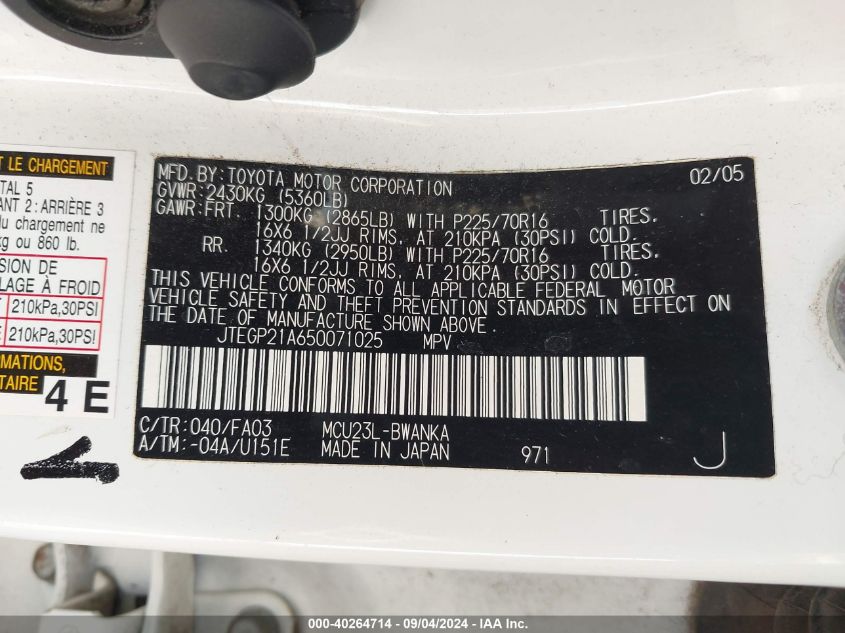 T LE CHARGEMENT
TAL 5
ANT 2 : ARRIÈRE 3
du chargement ne
kg ou 860 lb.
SION DE
LAGE À FROID
210kPa,30PSI
210kPa,30PSI
MATIONS,
TAIRE
4 E
MFD. BY: TOYOTA MOTOR CORPORATION 02/05
GVWR: 2430KG (5360LB)
GAWR: FRT. 1300KG (2865LB) WITH P225/70R16 TIRES,
16X6 1/2JJ RIMS, AT 210KPA (30PSI) COLD.
RR. 1340KG (2950LB) WITH P225/70R16 TIRES,
16X6 1/2JJ RIMS, AT 210KPA (30PSI) COLD.
THIS VEHICLE CONFORMS TO ALL APPLICABLE FEDERAL MOTOR
VEHICLE SAFETY AND THEFT PREVENTION STANDARDS IN EFFECT ON
THE DATE OF MANUFACTURE SHOWN ABOVE.
JTEGP21A650071025 MPV
C/TR: 040/FA03 MCU23L-BWANKA
A/TM: -04A/U151E MADE IN JAPAN 971 J
000-40264714 - 09/04/2024 - IAA Inc.